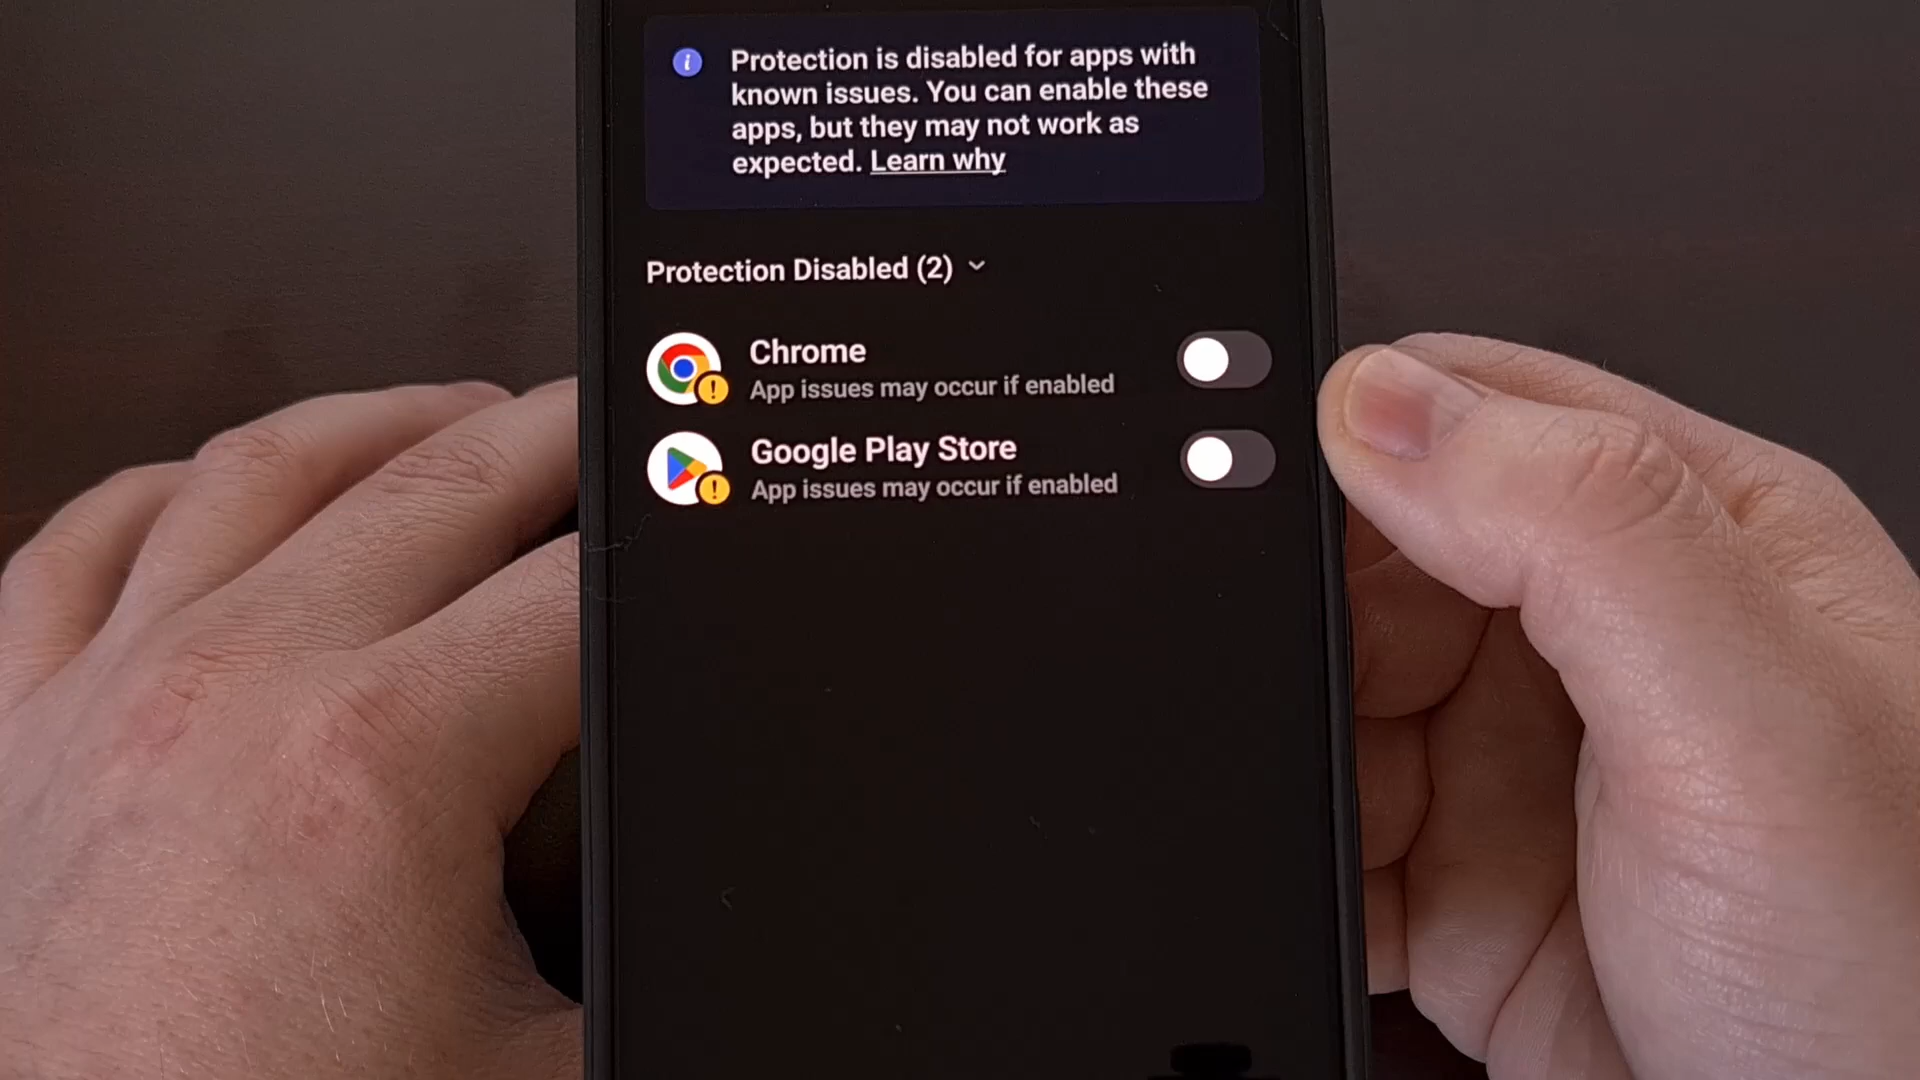 Protection is disabled for apps with
known issues. You can enable these
apps, but they may not work as
expected. Learn why
Protection Disabled (2)
Chrome
App issues may occur if enabled
Google Play Store
App issues may occur if enabled